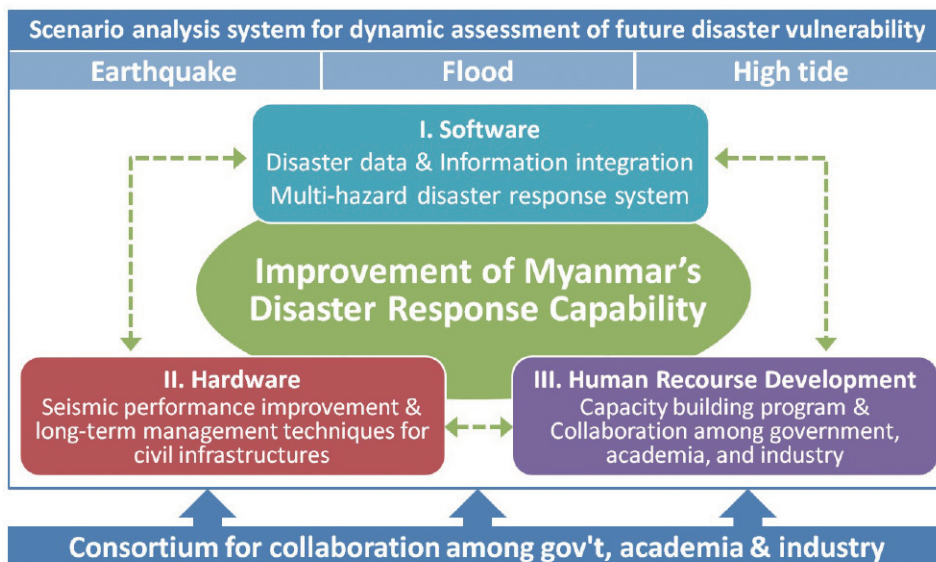 Scenario analysis system for dynamic assessment of future disaster vulnerability
Earthquake
Flood
High tide
I. Software
Disaster data & Information integration
Multi-hazard disaster response system
Improvement of Myanmar's
Disaster Response Capability
II. Hardware
Seismic performance improvement &
long-term management techniques for
civil infrastructures
III. Human Recourse Development
Capacity building program &
Collaboration among government,
academia, and industry
Consortium for collaboration among gov't, academia & industry